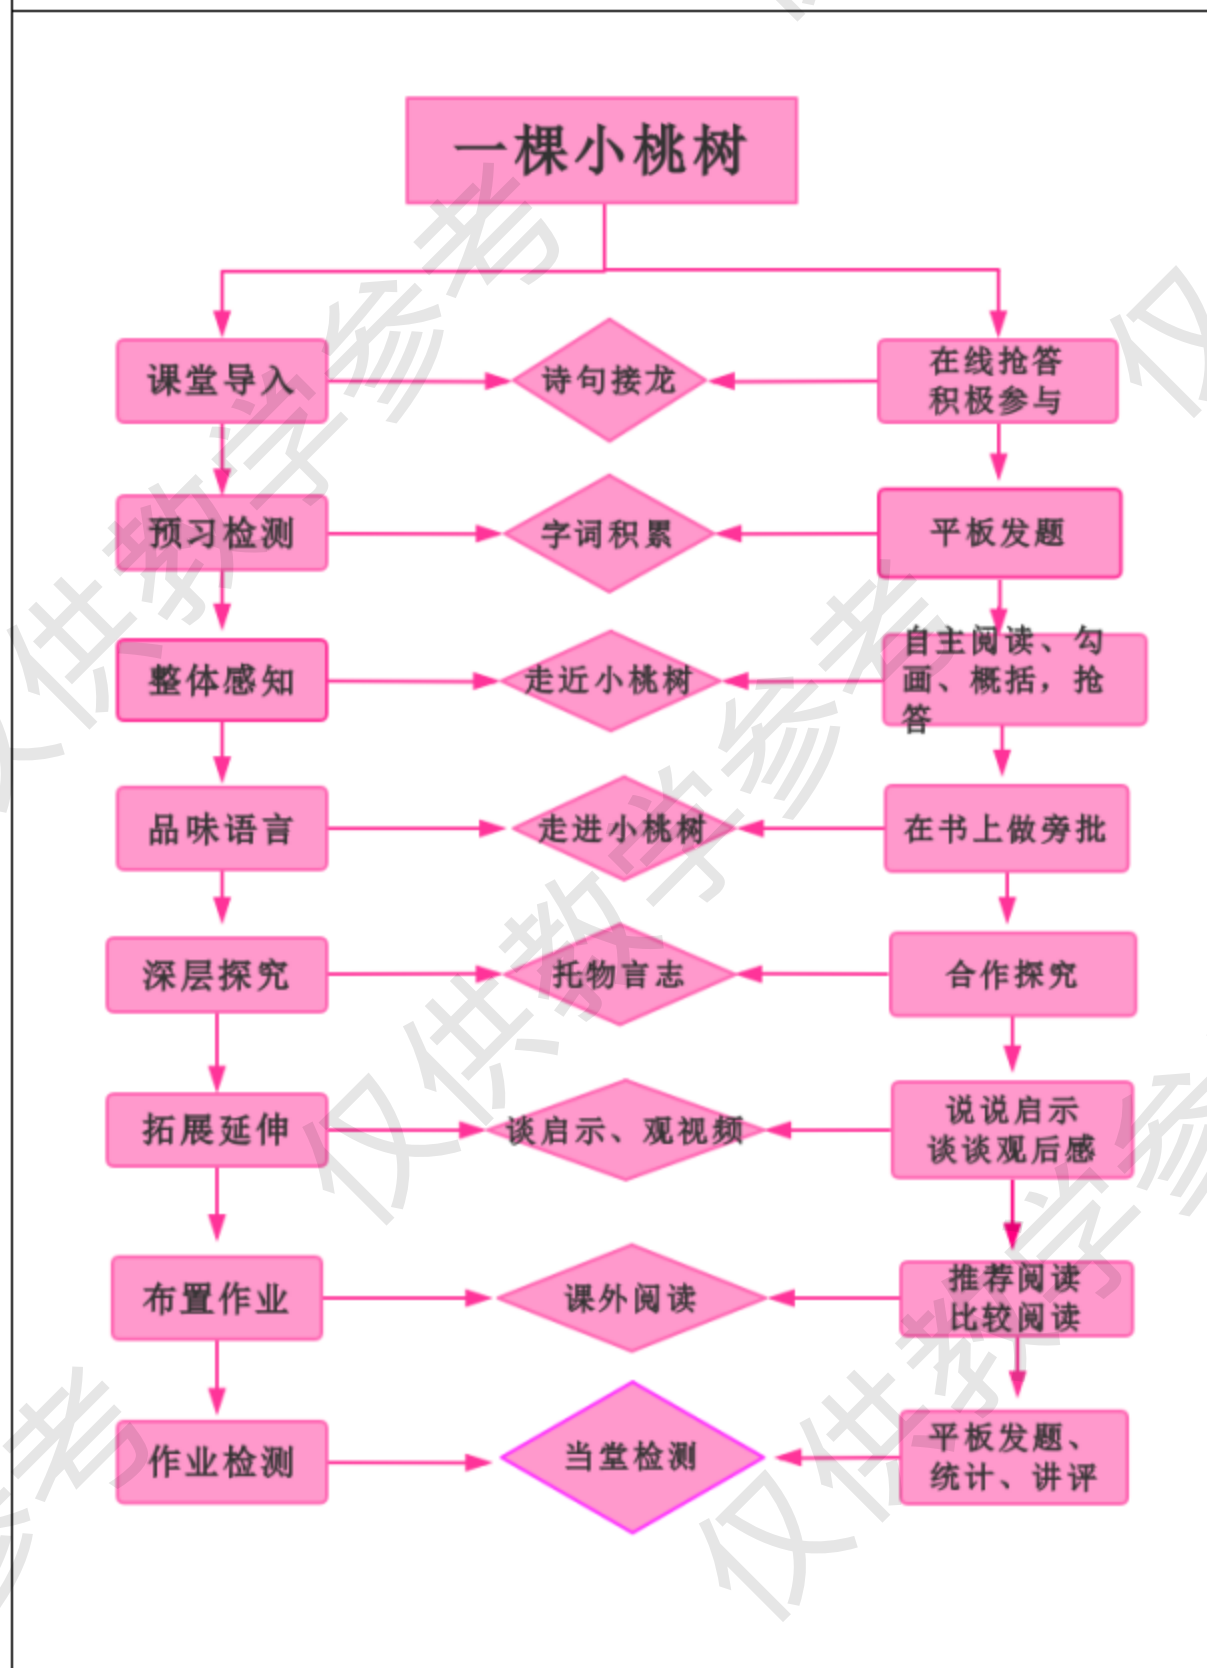 一棵小桃树
课堂导入
诗句接龙
在线抢答
积极参与
预习检测
字词积累
平板发题
整体感知
走近小桃树
自主阅读、勾
画、概括，抢
答
品味语言
走进小桃树
在书上做旁批
深层探究
托物言志
合作探究
拓展延伸
谈启示、观视频
说说启示
谈谈观后感
布置作业
课外阅读
推荐阅读
比较阅读
作业检测
当堂检测
平板发题、
统计、讲评
仅供教学参考
仅供教学参考
仅供教学参
仅
参考